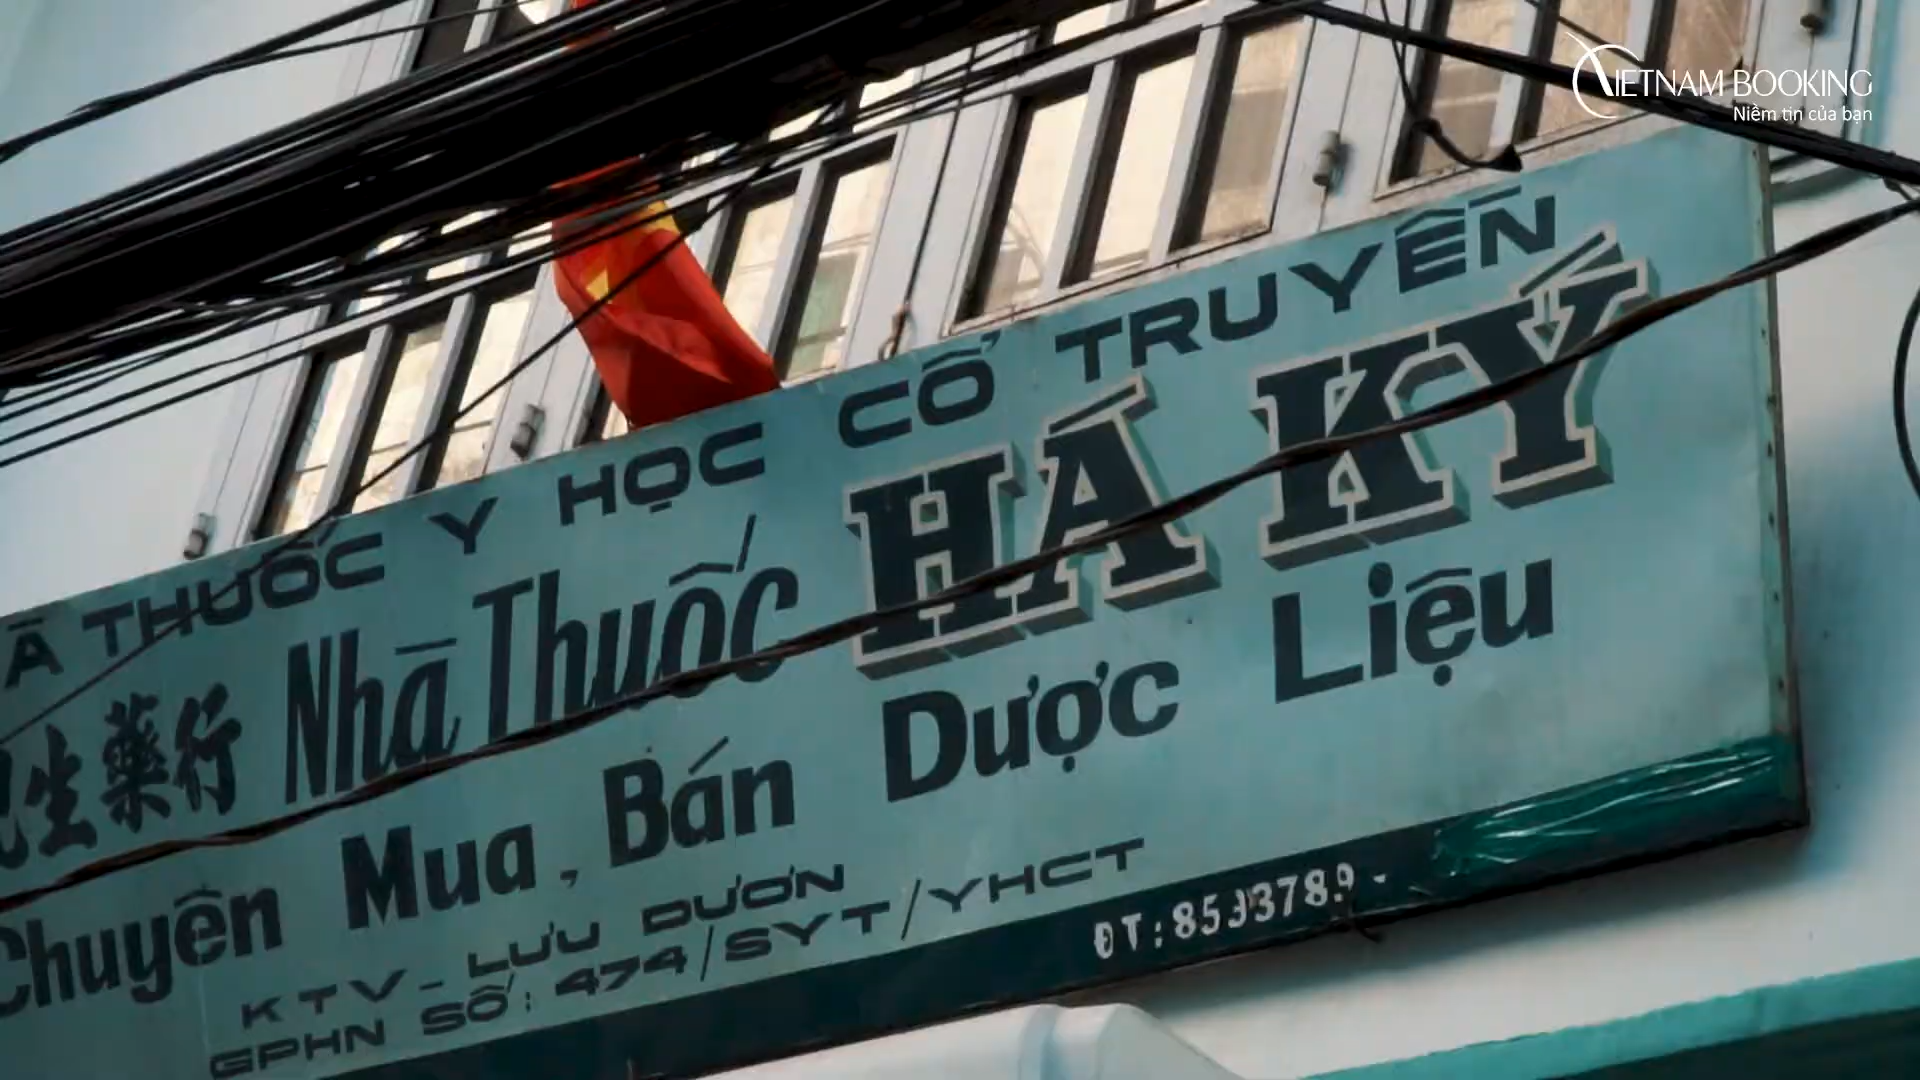 VIETNAM BOOKING
Niềm tin của bạn
À THUỐC Y HỌC CỔ TRUYỀN
生藥行 Nhà Thuốc HÁ KÝ
Chuyên Mua, Bán Dược Liệu
KTV - LƯU DƯƠN
GPHN SỐ: 474/SYT/YHCT
ĐT: